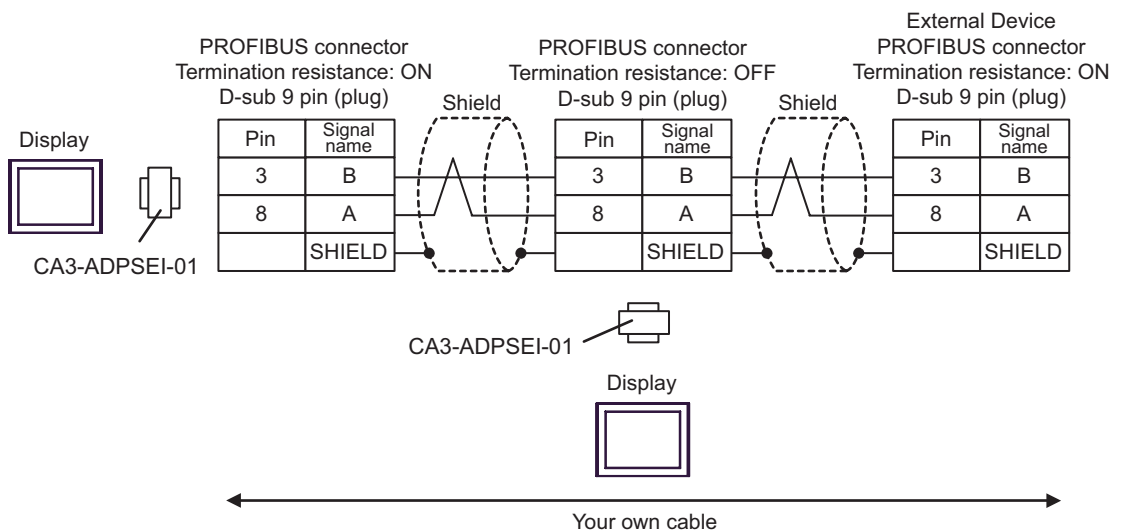 External Device
PROFIBUS connector
Termination resistance: ON
D-sub 9 pin (plug)
PROFIBUS connector
Termination resistance: OFF
D-sub 9 pin (plug)
PROFIBUS connector
Termination resistance: ON
D-sub 9 pin (plug)
Shield
Shield
Display
Pin Signal name
3 B
8 A
SHIELD
Pin Signal name
3 B
8 A
SHIELD
Pin Signal name
3 B
8 A
SHIELD
CA3-ADPSEI-01
CA3-ADPSEI-01
Display
Your own cable